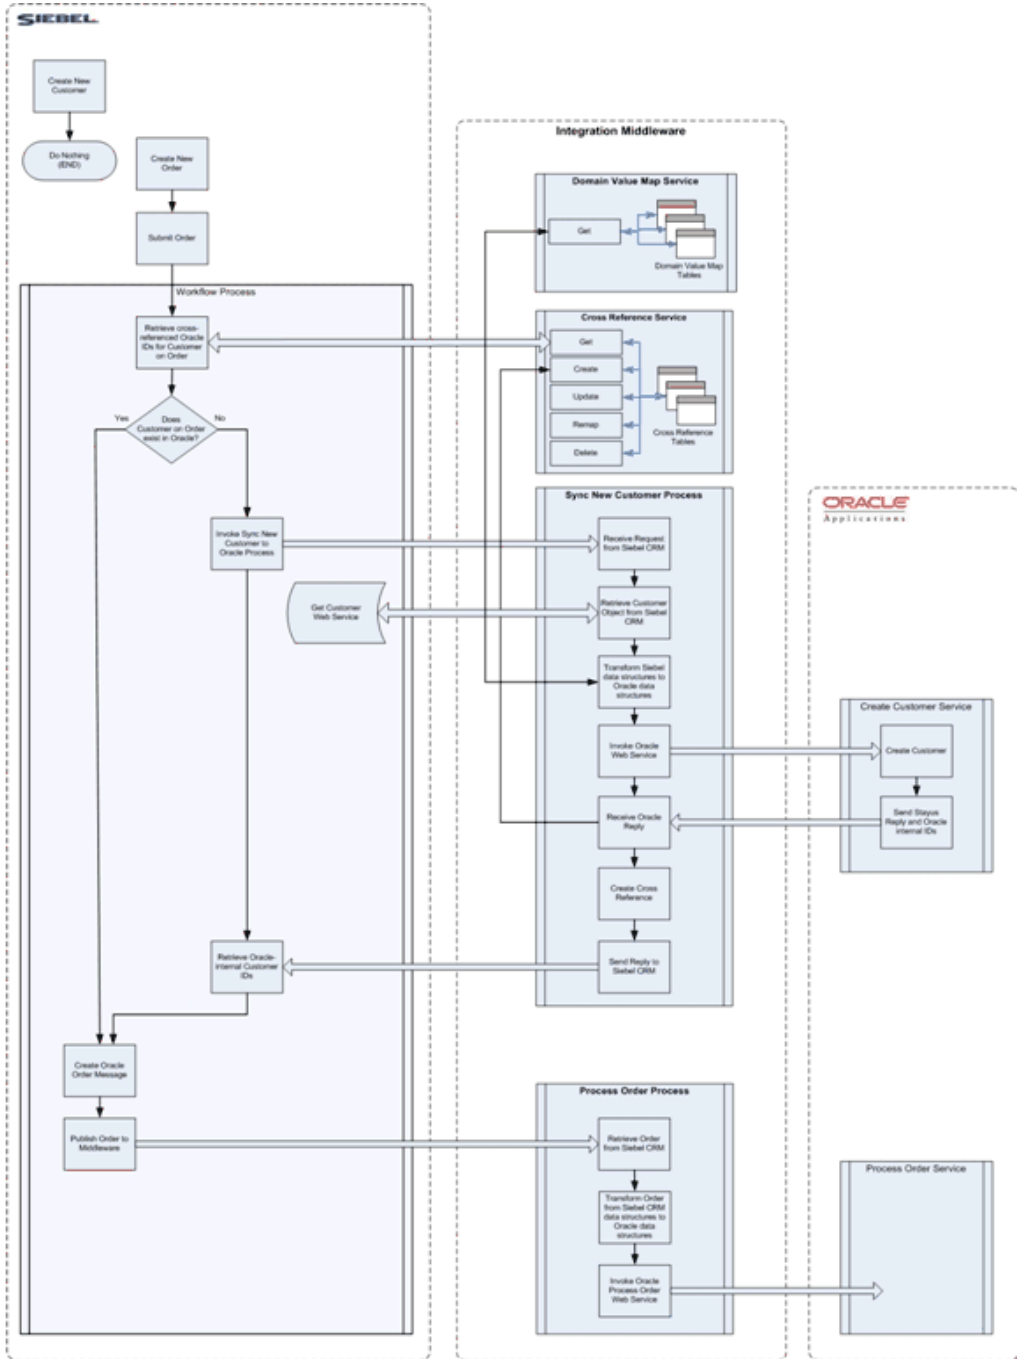 SIEBEL.
Create New
Customer
Do Nothing
(END)
Create New
Order
Submit Order
Workflow Process
Retrieve cross-
referenced Oracle
IDs for Customer
on Order
Yes
Does
Customer on Order
exist in Oracle?
No
Invoke Sync New
Customer to
Oracle Process
Get Customer
Web Service
Retrieve Oracle-
internal Customer
IDs
Create Oracle
Order Message
Publish Order to
Middleware
Integration Middleware
Domain Value Map Service
Get
Domain Value Map
Tables
Cross Reference Service
Get
Create
Update
Remap
Delete
Cross Reference
Tables
Sync New Customer Process
Receive Request
from Siebel CRM
Retrieve Customer
Object from Siebel
CRM
Transform Siebel
data structures to
Oracle data
structures
Invoke Oracle
Web Service
Receive Oracle
Reply
Create Cross
Reference
Send Reply to
Siebel CRM
Process Order Process
Retrieve Order
from Siebel CRM
Transform Order
from Siebel CRM
data structures to
Oracle data
structures
Invoke Oracle
Process Order
Web Service
ORACLE
Applications
Create Customer Service
Create Customer
Send Stayus
Reply and Oracle
internal IDs
Process Order Service